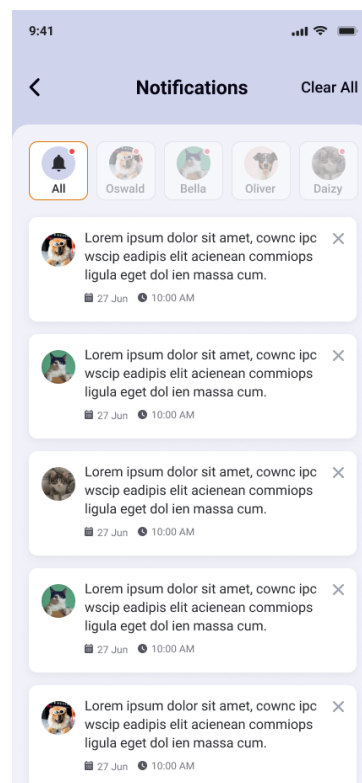 9:41
Notifications
Clear All
All
Oswald
Bella
Oliver
Daizy
Lorem ipsum dolor sit amet, cownc ipc
wscip eadipis elit acienean commiops
ligula eget dol ien massa cum.
27 Jun 10:00 AM
Lorem ipsum dolor sit amet, cownc ipc
wscip eadipis elit acienean commiops
ligula eget dol ien massa cum.
27 Jun 10:00 AM
Lorem ipsum dolor sit amet, cownc ipc
wscip eadipis elit acienean commiops
ligula eget dol ien massa cum.
27 Jun 10:00 AM
Lorem ipsum dolor sit amet, cownc ipc
wscip eadipis elit acienean commiops
ligula eget dol ien massa cum.
27 Jun 10:00 AM
Lorem ipsum dolor sit amet, cownc ipc
wscip eadipis elit acienean commiops
ligula eget dol ien massa cum.
27 Jun 10:00 AM